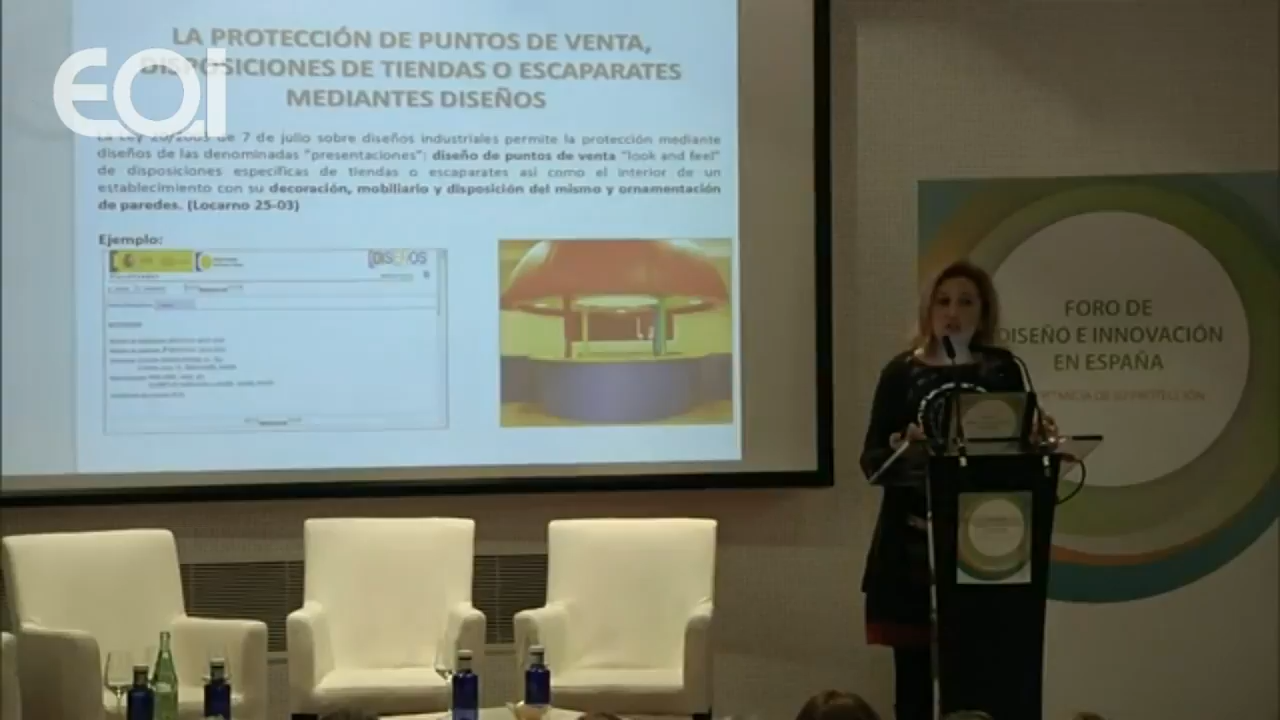 eoi
LA PROTECCIÓN DE PUNTOS DE VENTA,
DISPOSICIONES DE TIENDAS O ESCAPARATES
MEDIANTES DISEÑOS
La Ley 20/2003 de 7 de julio sobre diseños industriales permite la protección mediante
diseños de las denominadas "presentaciones": diseño de puntos de venta "look and feel"
de disposiciones específicas de tiendas o escaparates así como el interior de un
establecimiento con su decoración, mobiliario y disposición del mismo y ornamentación
de paredes. (Locarno 25-03)
Ejemplo:
DISEÑOS
FORO DE
DISEÑO E INNOVACIÓN
EN ESPAÑA
DE SU PROTECCIÓN